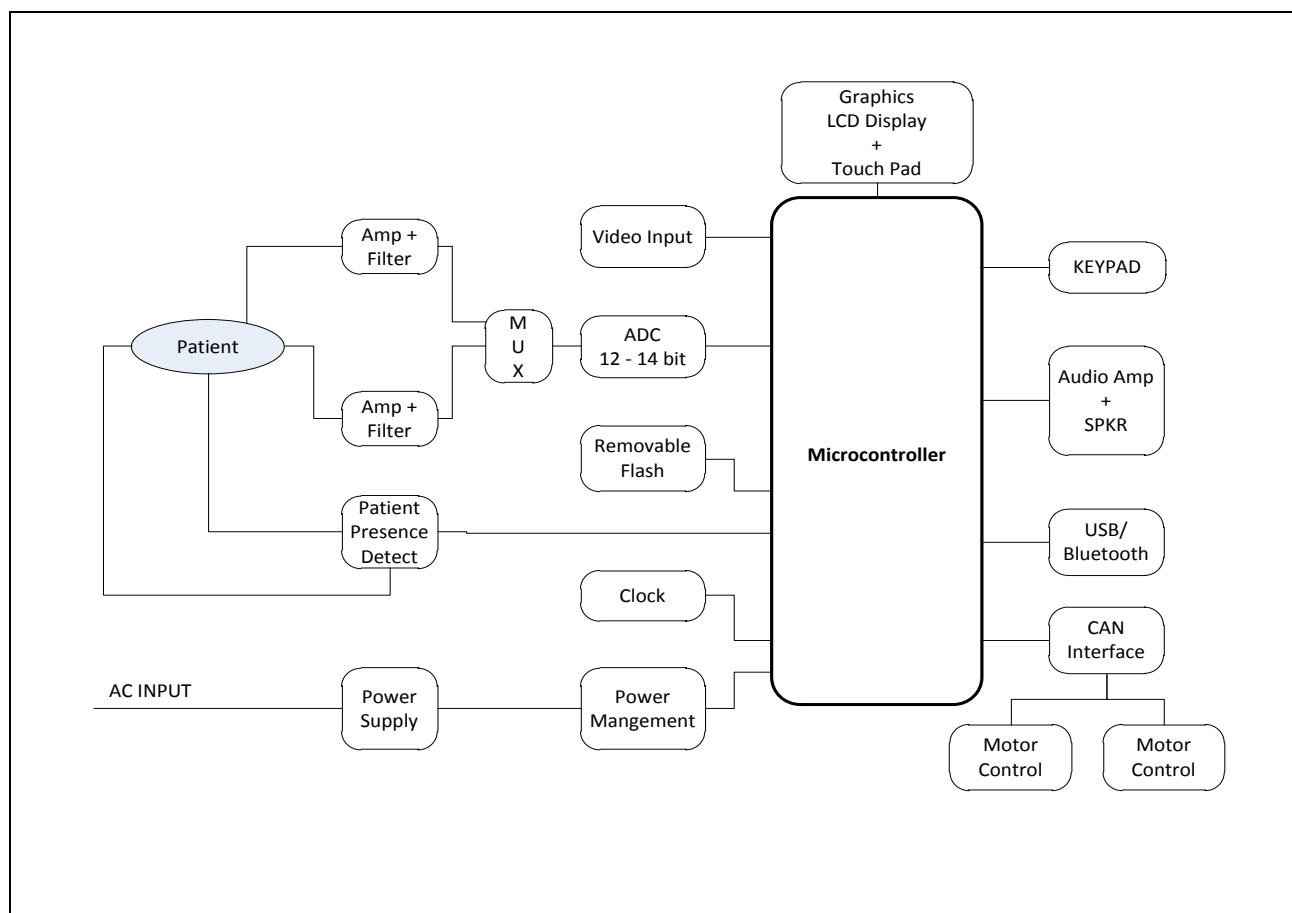 Graphics
LCD Display
+
Touch Pad
Video Input
Amp +
Filter
KEYPAD
M
U
X
ADC
12 - 14 bit
Patient
Audio Amp
+
SPKR
Amp +
Filter
Removable
Flash
Microcontroller
Patient
Presence
Detect
USB/
Bluetooth
Clock
CAN
Interface
AC INPUT
Power
Supply
Power
Mangement
Motor
Control
Motor
Control